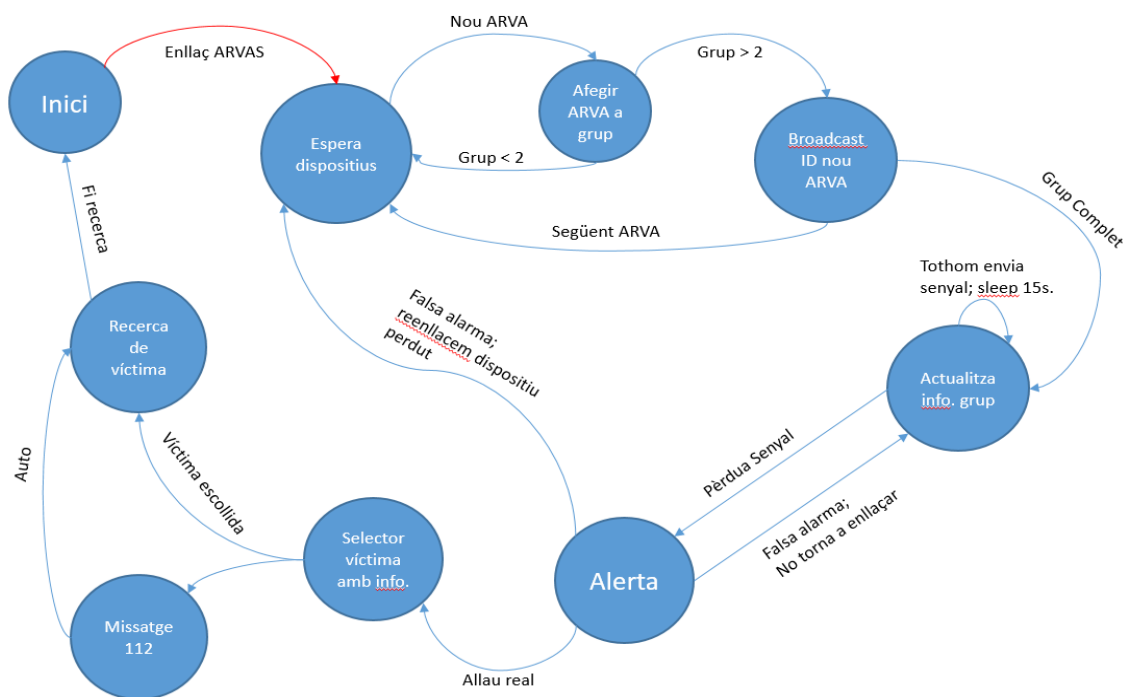 Nou ARVA
Enllaç ARVAS
Grup > 2
Inici
Afegir
ARVA a
grup
Espera
dispositius
Broadcast
ID nou
ARVA
Grup < 2
Grup Complet
Fi recerca
Següent ARVA
Tothom envia
senyal; sleep 15s.
Falsa alarma;
reenllacem dispositiu
perdut
Recerca
de
víctima
Actualitza
info. grup
Auto
Víctima escollida
Pèrdua Senyal
Falsa alarma;
No torna a enllaçar
Selector
víctima
amb info.
Alerta
Missatge
112
Allau real